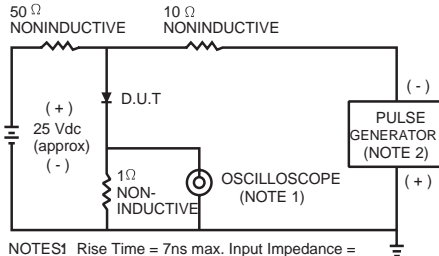 50 Ω
NONINDUCTIVE
10 Ω
NONINDUCTIVE
( + )
25 Vdc
(approx)
( - )
D.U.T
1Ω
NON-
INDUCTIVE
OSCILLOSCOPE
(NOTE 1)
( - )
PULSE
GENERATOR
(NOTE 2)
( + )
NOTES1 Rise Time = 7ns max. Input Impedance =